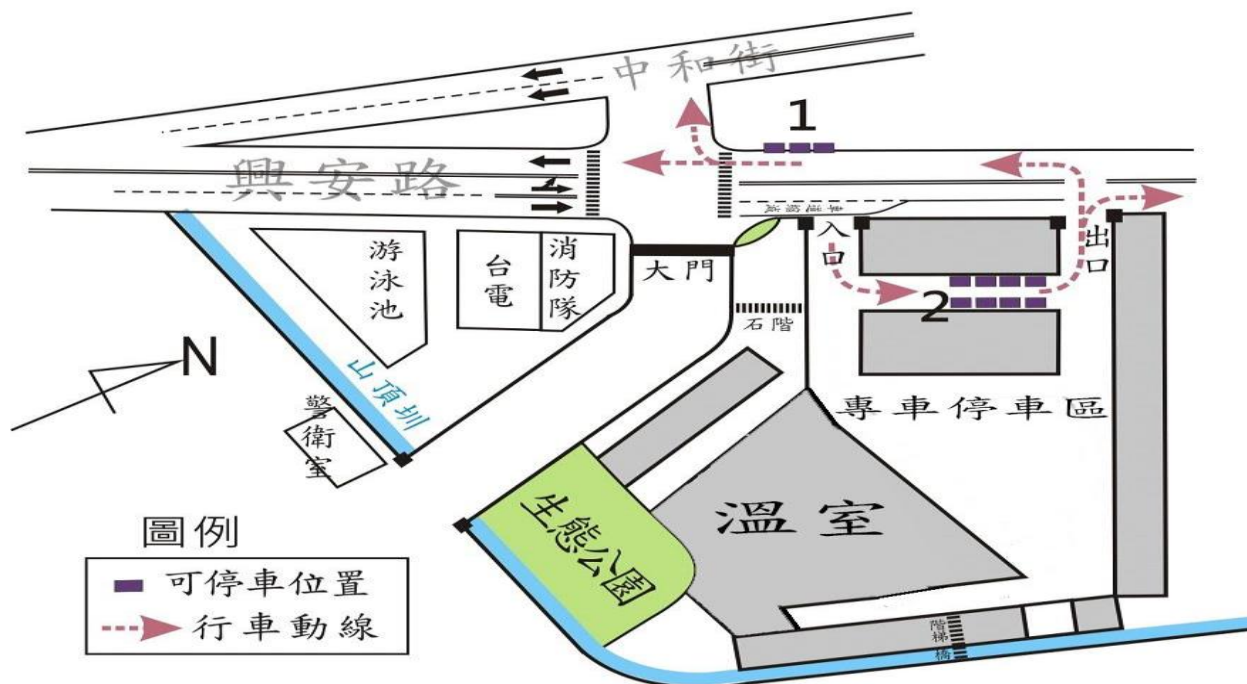 中和街
1
興安路
入口
出口
大門
游泳池
台電
消防隊
2
石階
N
山頂圳
專車停車區
警衛室
溫室
生態公園
圖例
可停車位置
行車動線
階梯
橋